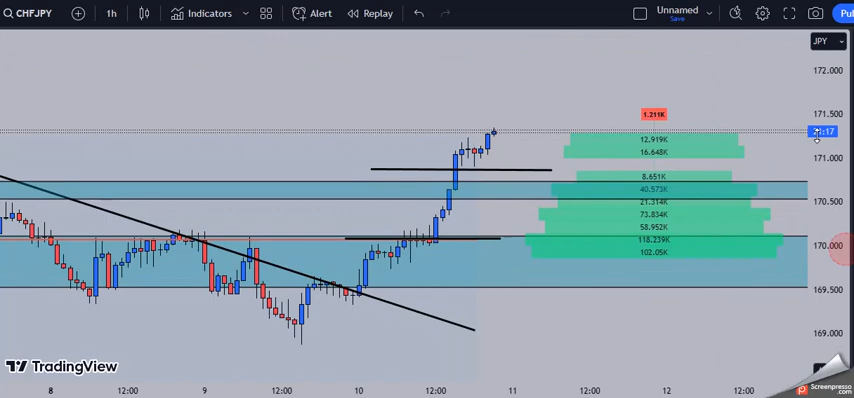 CHFJPY 1h Indicators Alert Replay Unnamed
Save
Pul
JPY
172.000
171.500
1.211K
:17
12.919K
16.648K
171.000
8.651K
40.573K
170.500
21.314K
73.834K
58.952K
118.239K
170.000
102.05K
169.500
169.000
TradingView
8 12:00 9 12:00 10 12:00 11 12:00 12 12:00
Screenpresso
.com